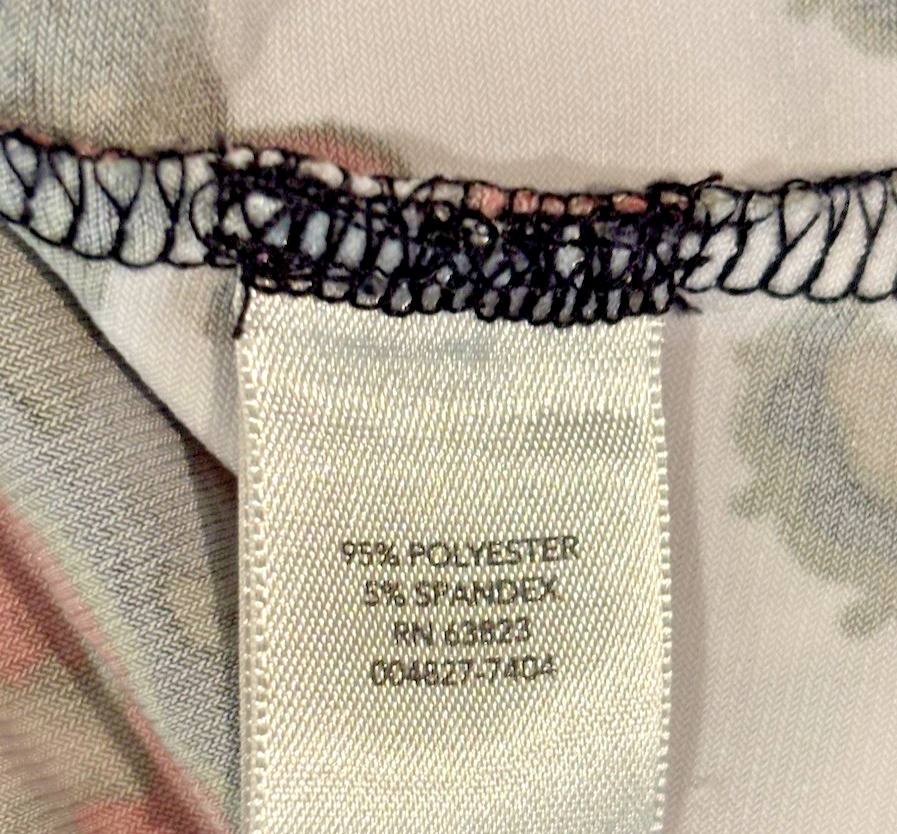 95% POLYESTER
5% SPANDEX
RN 63823
004827-7404